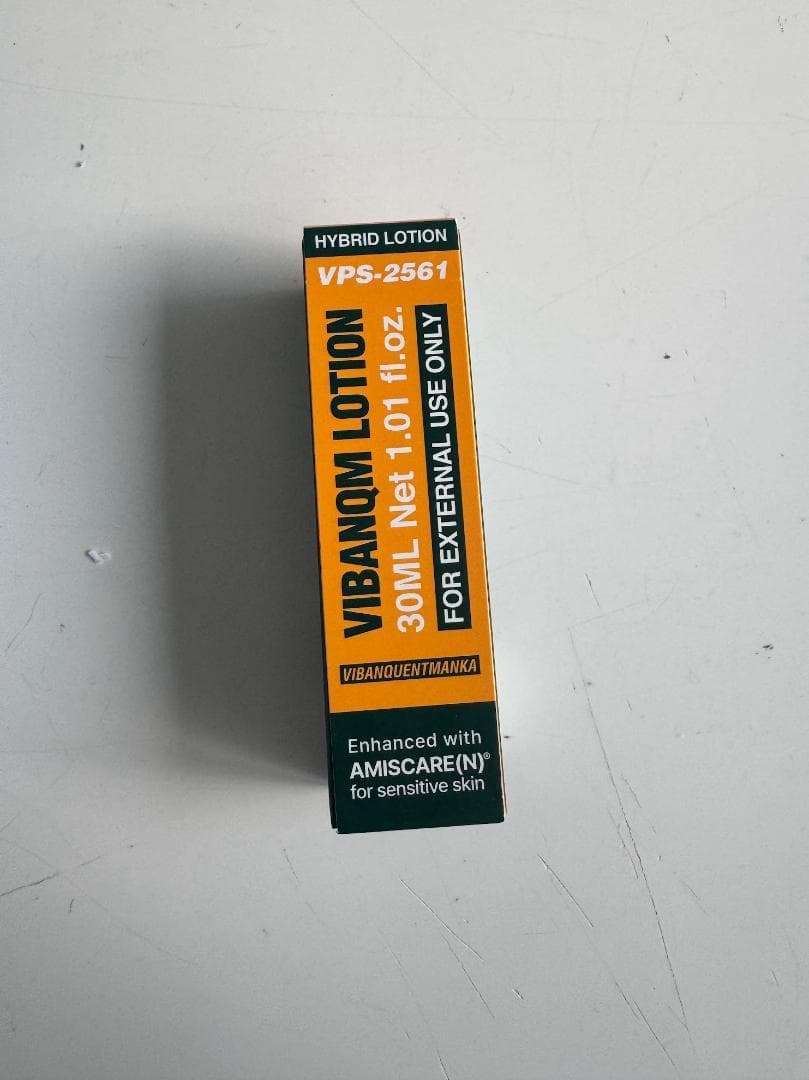 HYBRID LOTION
VPS-2561
VIBANQM LOTION
30ML Net 1.01 fl.oz.
FOR EXTERNAL USE ONLY
VIBANQUENTMANKA
Enhanced with
AMISCARE(N)®
for sensitive skin